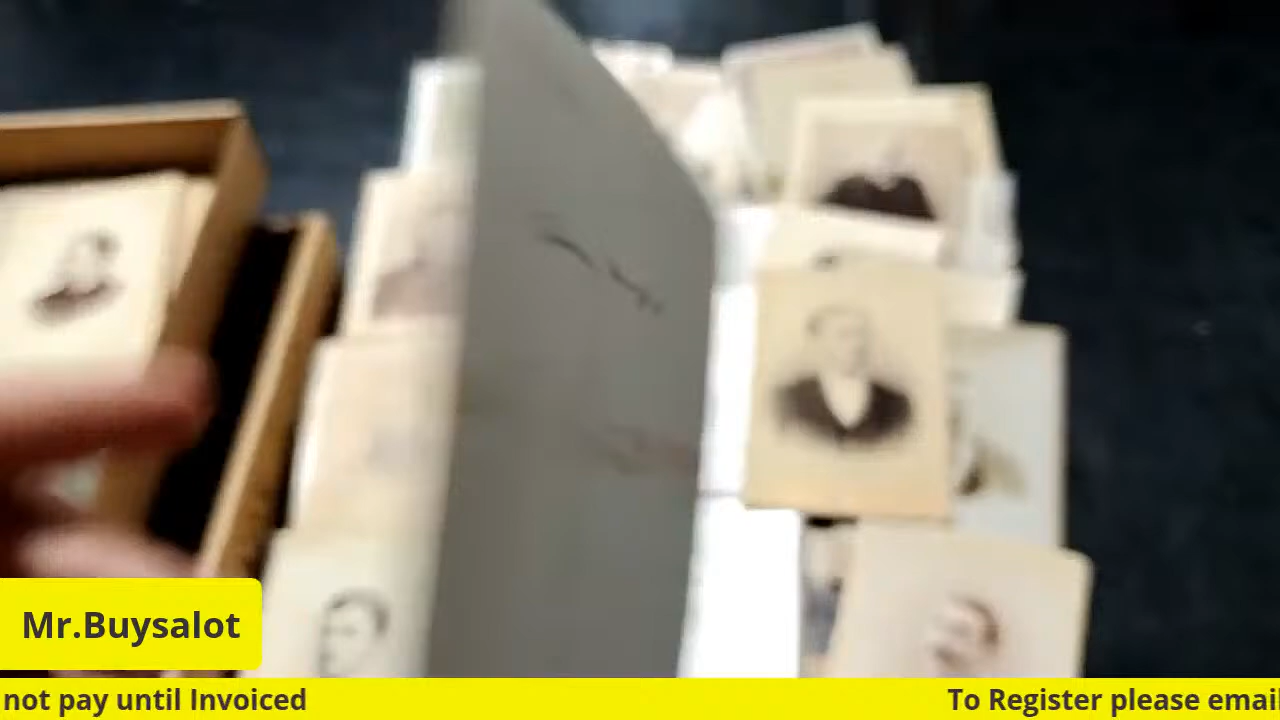 Mr.Buysalot
not pay until Invoiced
To Register please email